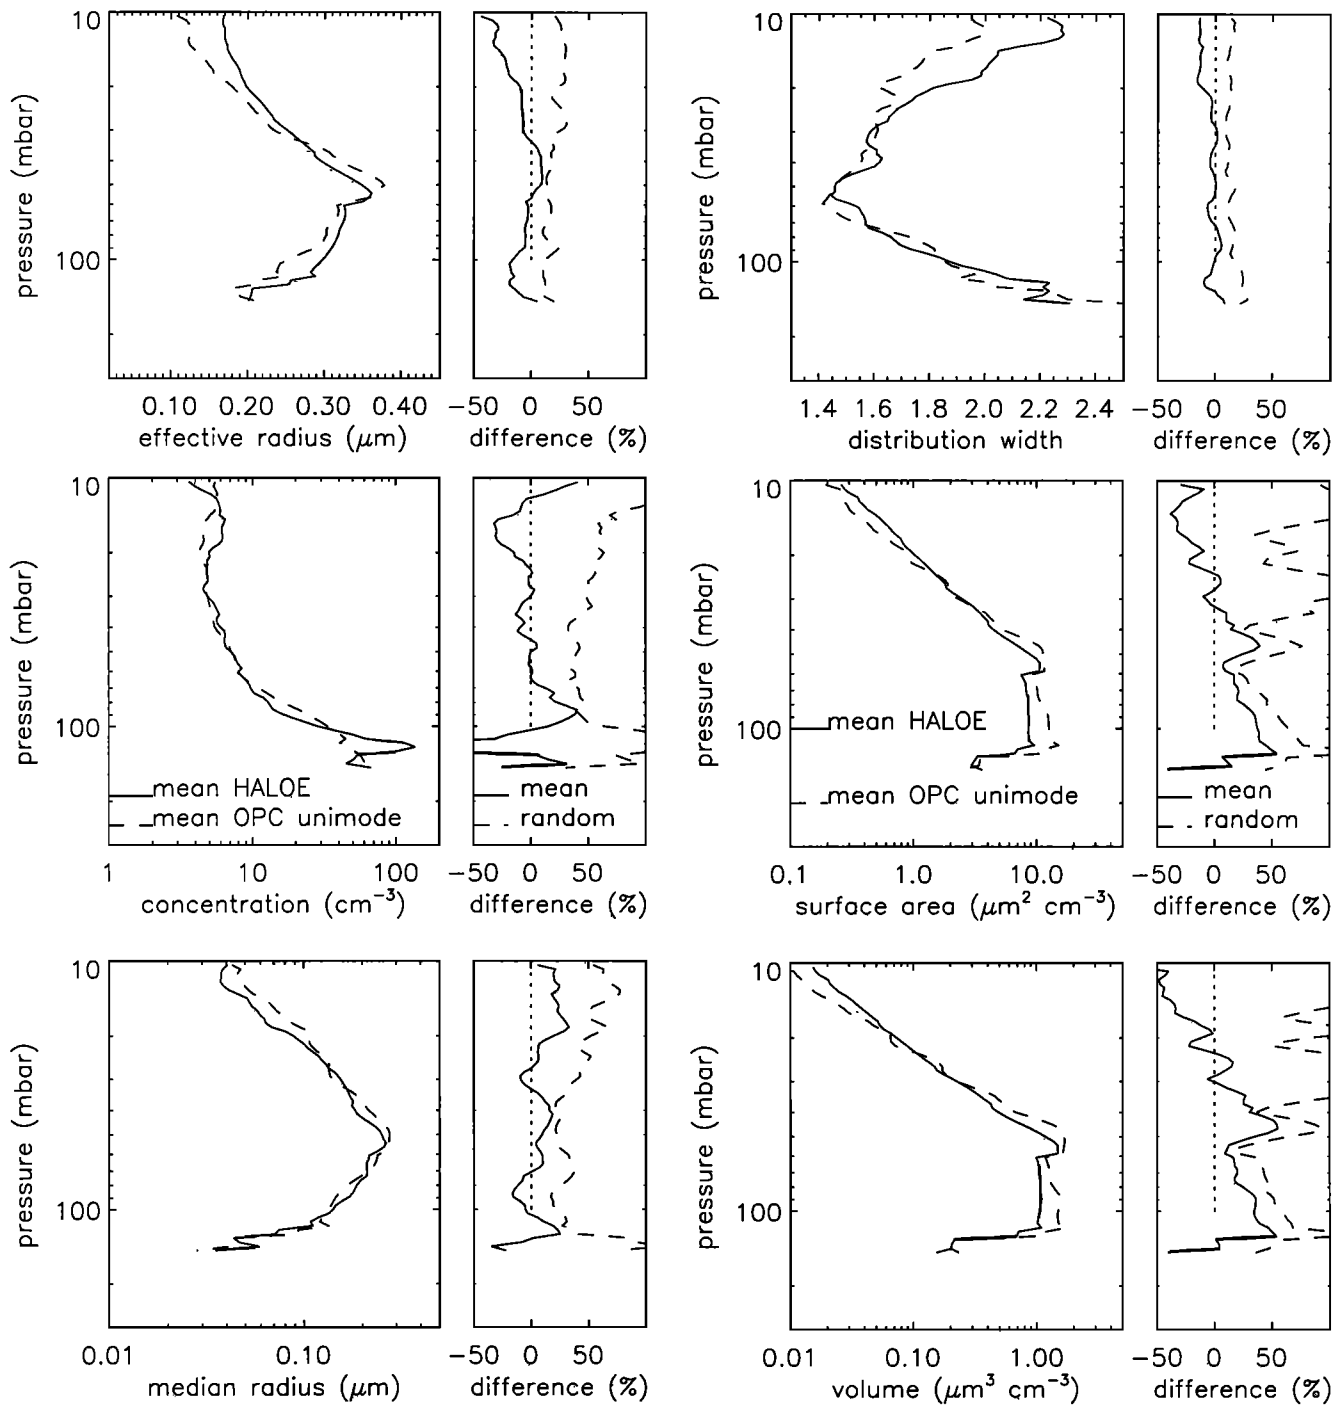 10
pressure (mbar)
100
0.10 0.20 0.30 0.40
effective radius (μm)
−50 0 50
difference (%)
10
pressure (mbar)
100
1.4 1.6 1.8 2.0 2.2 2.4
distribution width
−50 0 50
difference (%)
10
pressure (mbar)
100
mean HALOE
mean OPC unimode
1 10 100
concentration (cm⁻³)
mean
random
−50 0 50
difference (%)
10
pressure (mbar)
100
mean HALOE
mean OPC unimode
0.1 1.0 10.0
surface area (μm² cm⁻³)
mean
random
−50 0 50
difference (%)
10
pressure (mbar)
100
0.01 0.10
median radius (μm)
−50 0 50
difference (%)
10
pressure (mbar)
100
0.01 0.10 1.00
volume (μm³ cm⁻³)
−50 0 50
difference (%)